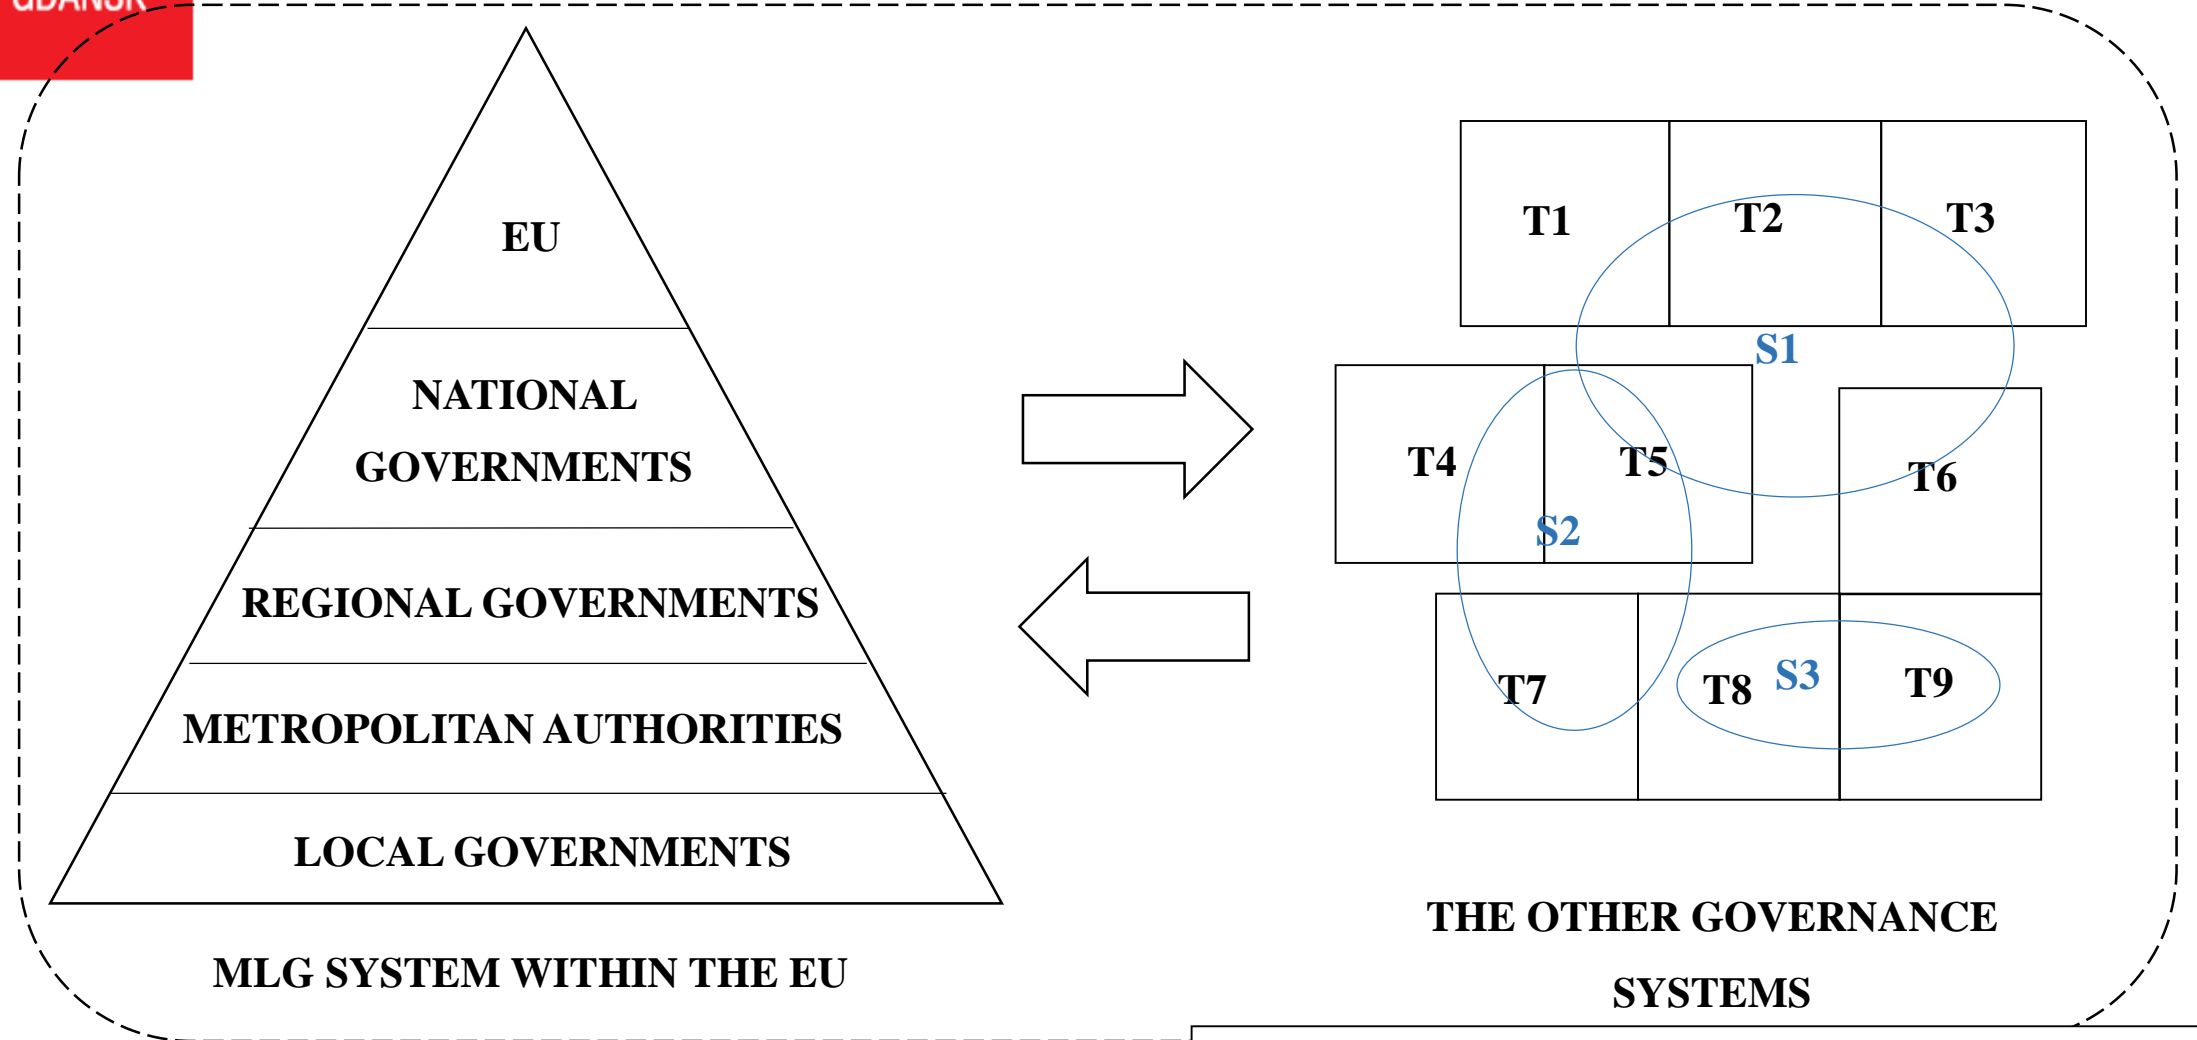 GDAŃSK
EU
NATIONAL
GOVERNMENTS
REGIONAL GOVERNMENTS
METROPOLITAN AUTHORITIES
LOCAL GOVERNMENTS
MLG SYSTEM WITHIN THE EU
T1 T2 T3
S1
T4 T5
T6
S2
T7 T8 S3 T9
THE OTHER GOVERNANCE
SYSTEMS